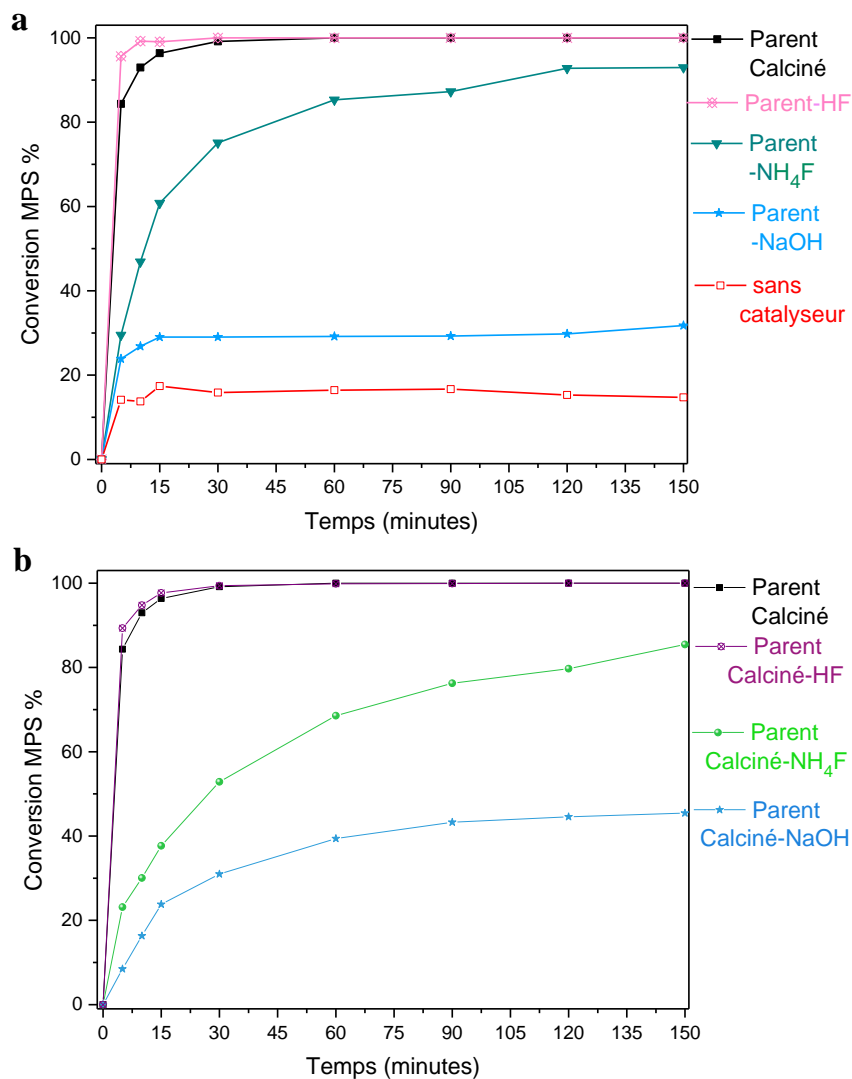 a
100
80
60
40
20
0
Conversion MPS %
0 15 30 45 60 75 90 105 120 135 150
Temps (minutes)
Parent
Calciné
Parent-HF
Parent
-NH₄F
Parent
-NaOH
sans
catalyseur
b
100
80
60
40
20
0
Conversion MPS %
0 15 30 45 60 75 90 105 120 135 150
Temps (minutes)
Parent
Calciné
Parent
Calciné-HF
Parent
Calciné-NH₄F
Parent
Calciné-NaOH